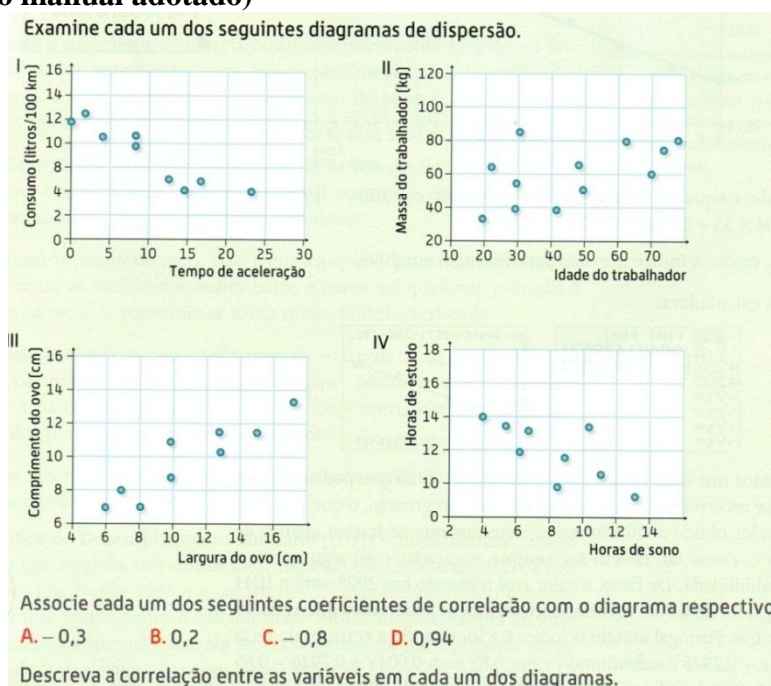 o manual adotado)
Examine cada um dos seguintes diagramas de dispersão.
I
Consumo (litros/100 km)
16
14
12
10
8
6
4
2
0
0 5 10 15 20 25 30
Tempo de aceleração
II
Massa do trabalhador (kg)
120
100
80
60
40
20
10 20 30 40 50 60 70
Idade do trabalhador
III
Comprimento do ovo (cm)
16
14
12
10
8
6
4 6 8 10 12 14 16
Largura do ovo (cm)
IV
Horas de estudo
18
16
14
12
10
0
2 4 6 8 10 12 14
Horas de sono
Associe cada um dos seguintes coeficientes de correlação com o diagrama respectivo
A. – 0,3 B. 0,2 C. – 0,8 D. 0,94
Descreva a correlação entre as variáveis em cada um dos diagramas.